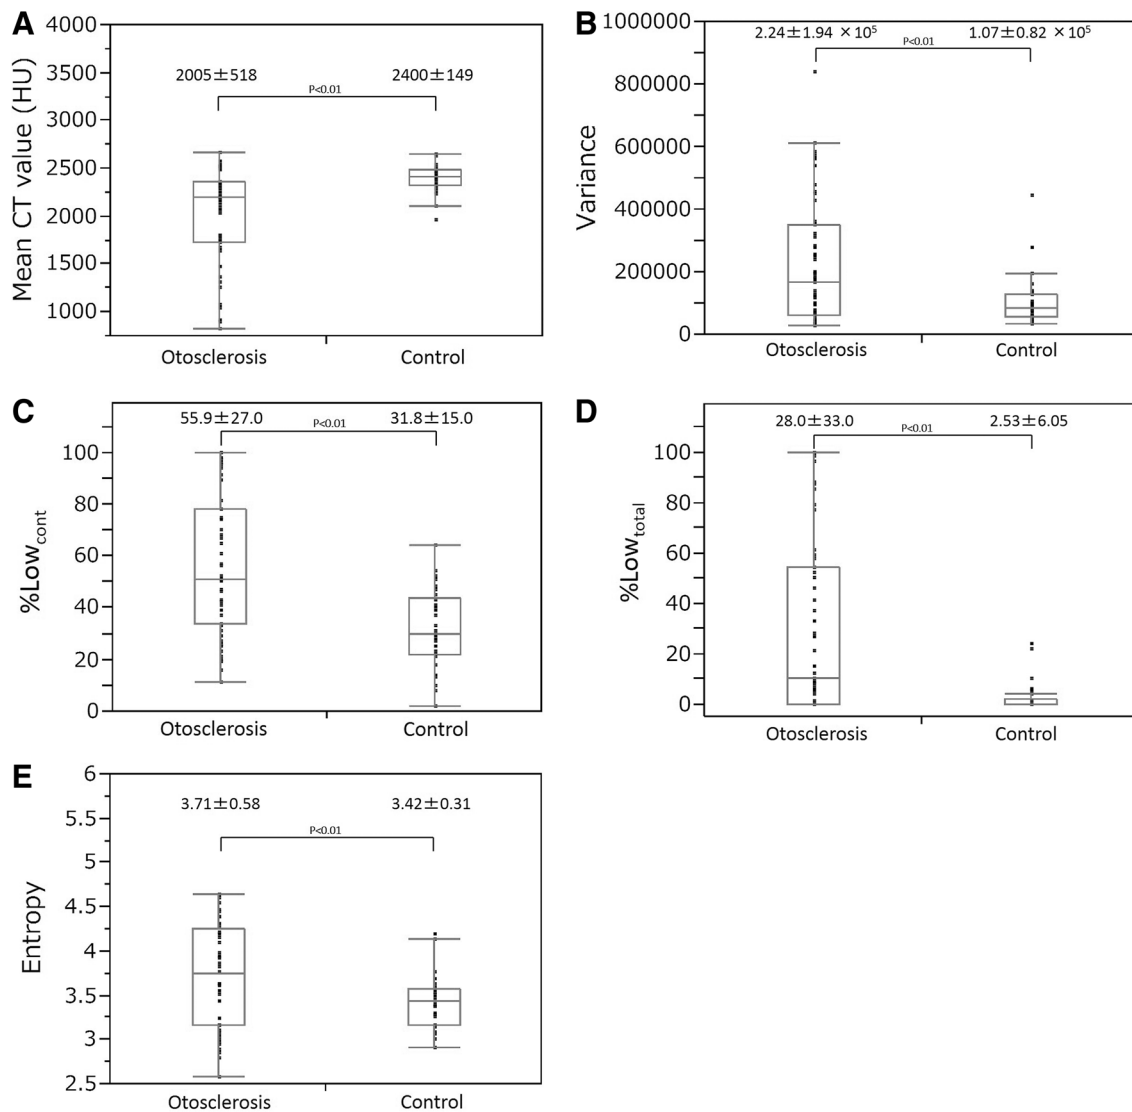 A
Mean CT value (HU)
4000
3500
3000
2500
2000
1500
1000
2005±518
2400±149
P<0.01
Otosclerosis
Control
B
Variance
1000000
800000
600000
400000
200000
0
2.24±1.94 ×10⁵
1.07±0.82 ×10⁵
P<0.01
Otosclerosis
Control
C
%Lowcont
100
80
60
40
20
0
55.9±27.0
31.8±15.0
P<0.01
Otosclerosis
Control
D
%Lowtotal
100
80
60
40
20
0
28.0±33.0
2.53±6.05
P<0.01
Otosclerosis
Control
E
Entropy
6
5.5
5
4.5
4
3.5
3
2.5
3.71±0.58
3.42±0.31
P<0.01
Otosclerosis
Control